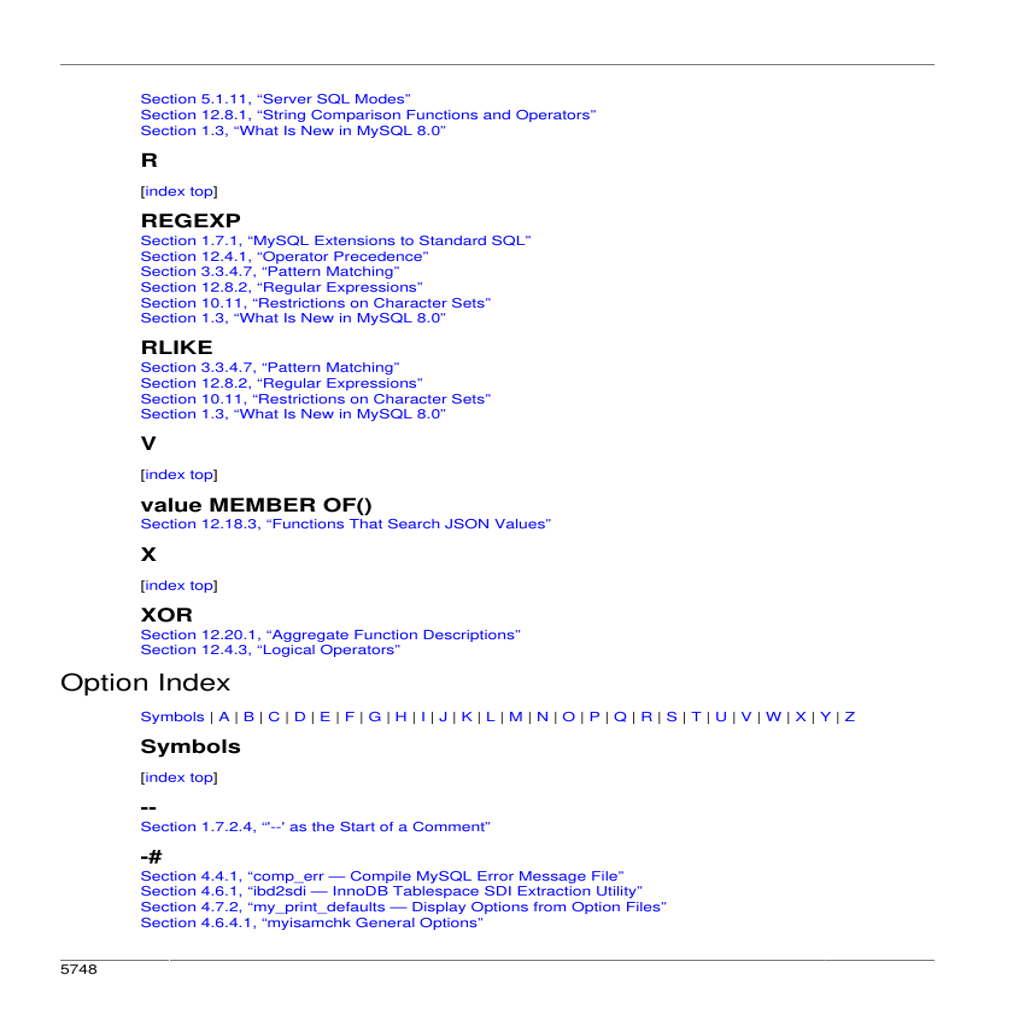 Section 5.1.11, “Server SQL Modes”
Section 12.8.1, “String Comparison Functions and Operators”
Section 1.3, “What Is New in MySQL 8.0”
R
[index top]
REGEXP
Section 1.7.1, “MySQL Extensions to Standard SQL”
Section 12.4.1, “Operator Precedence”
Section 3.3.4.7, “Pattern Matching”
Section 12.8.2, “Regular Expressions”
Section 10.11, “Restrictions on Character Sets”
Section 1.3, “What Is New in MySQL 8.0”
RLIKE
Section 3.3.4.7, “Pattern Matching”
Section 12.8.2, “Regular Expressions”
Section 10.11, “Restrictions on Character Sets”
Section 1.3, “What Is New in MySQL 8.0”
V
[index top]
value MEMBER OF()
Section 12.18.3, “Functions That Search JSON Values”
X
[index top]
XOR
Section 12.20.1, “Aggregate Function Descriptions”
Section 12.4.3, “Logical Operators”
Option Index
Symbols | A | B | C | D | E | F | G | H | I | J | K | L | M | N | O | P | Q | R | S | T | U | V | W | X | Y | Z
Symbols
[index top]
--
Section 1.7.2.4, “'--' as the Start of a Comment”
-#
Section 4.4.1, “comp_err — Compile MySQL Error Message File”
Section 4.6.1, “ibd2sdi — InnoDB Tablespace SDI Extraction Utility”
Section 4.7.2, “my_print_defaults — Display Options from Option Files”
Section 4.6.4.1, “myisamchk General Options”
5748